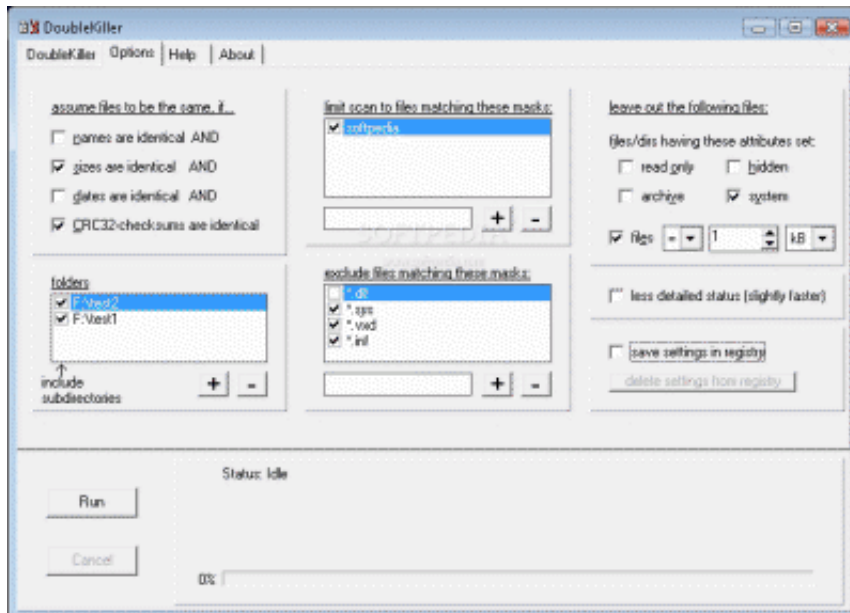 DoubleKiller
DoubleKiller Options Help About
assume files to be the same, if...
names are identical AND
sizes are identical AND
dates are identical AND
CRC32-checksums are identical
folders
F:\test2
F:\test1
include
subdirectories
+ -
limit scan to files matching these masks:
softpedia
+ -
SOFTPEDIA
exclude files matching these masks:
*.dll
*.sys
*.vxd
*.inf
+ -
leave out the following files:
files/dirs having these attributes set:
read only hidden
archive system
files = 1 kB
less detailed status (slightly faster)
save settings in registry
delete settings from registry
Run
Cancel
Status: Idle
0%